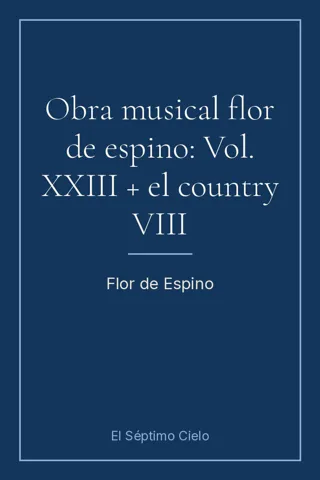 Obra musical flor
de espino: Vol.
XXIII + el country
VIII
Flor de Espino
El Séptimo Cielo